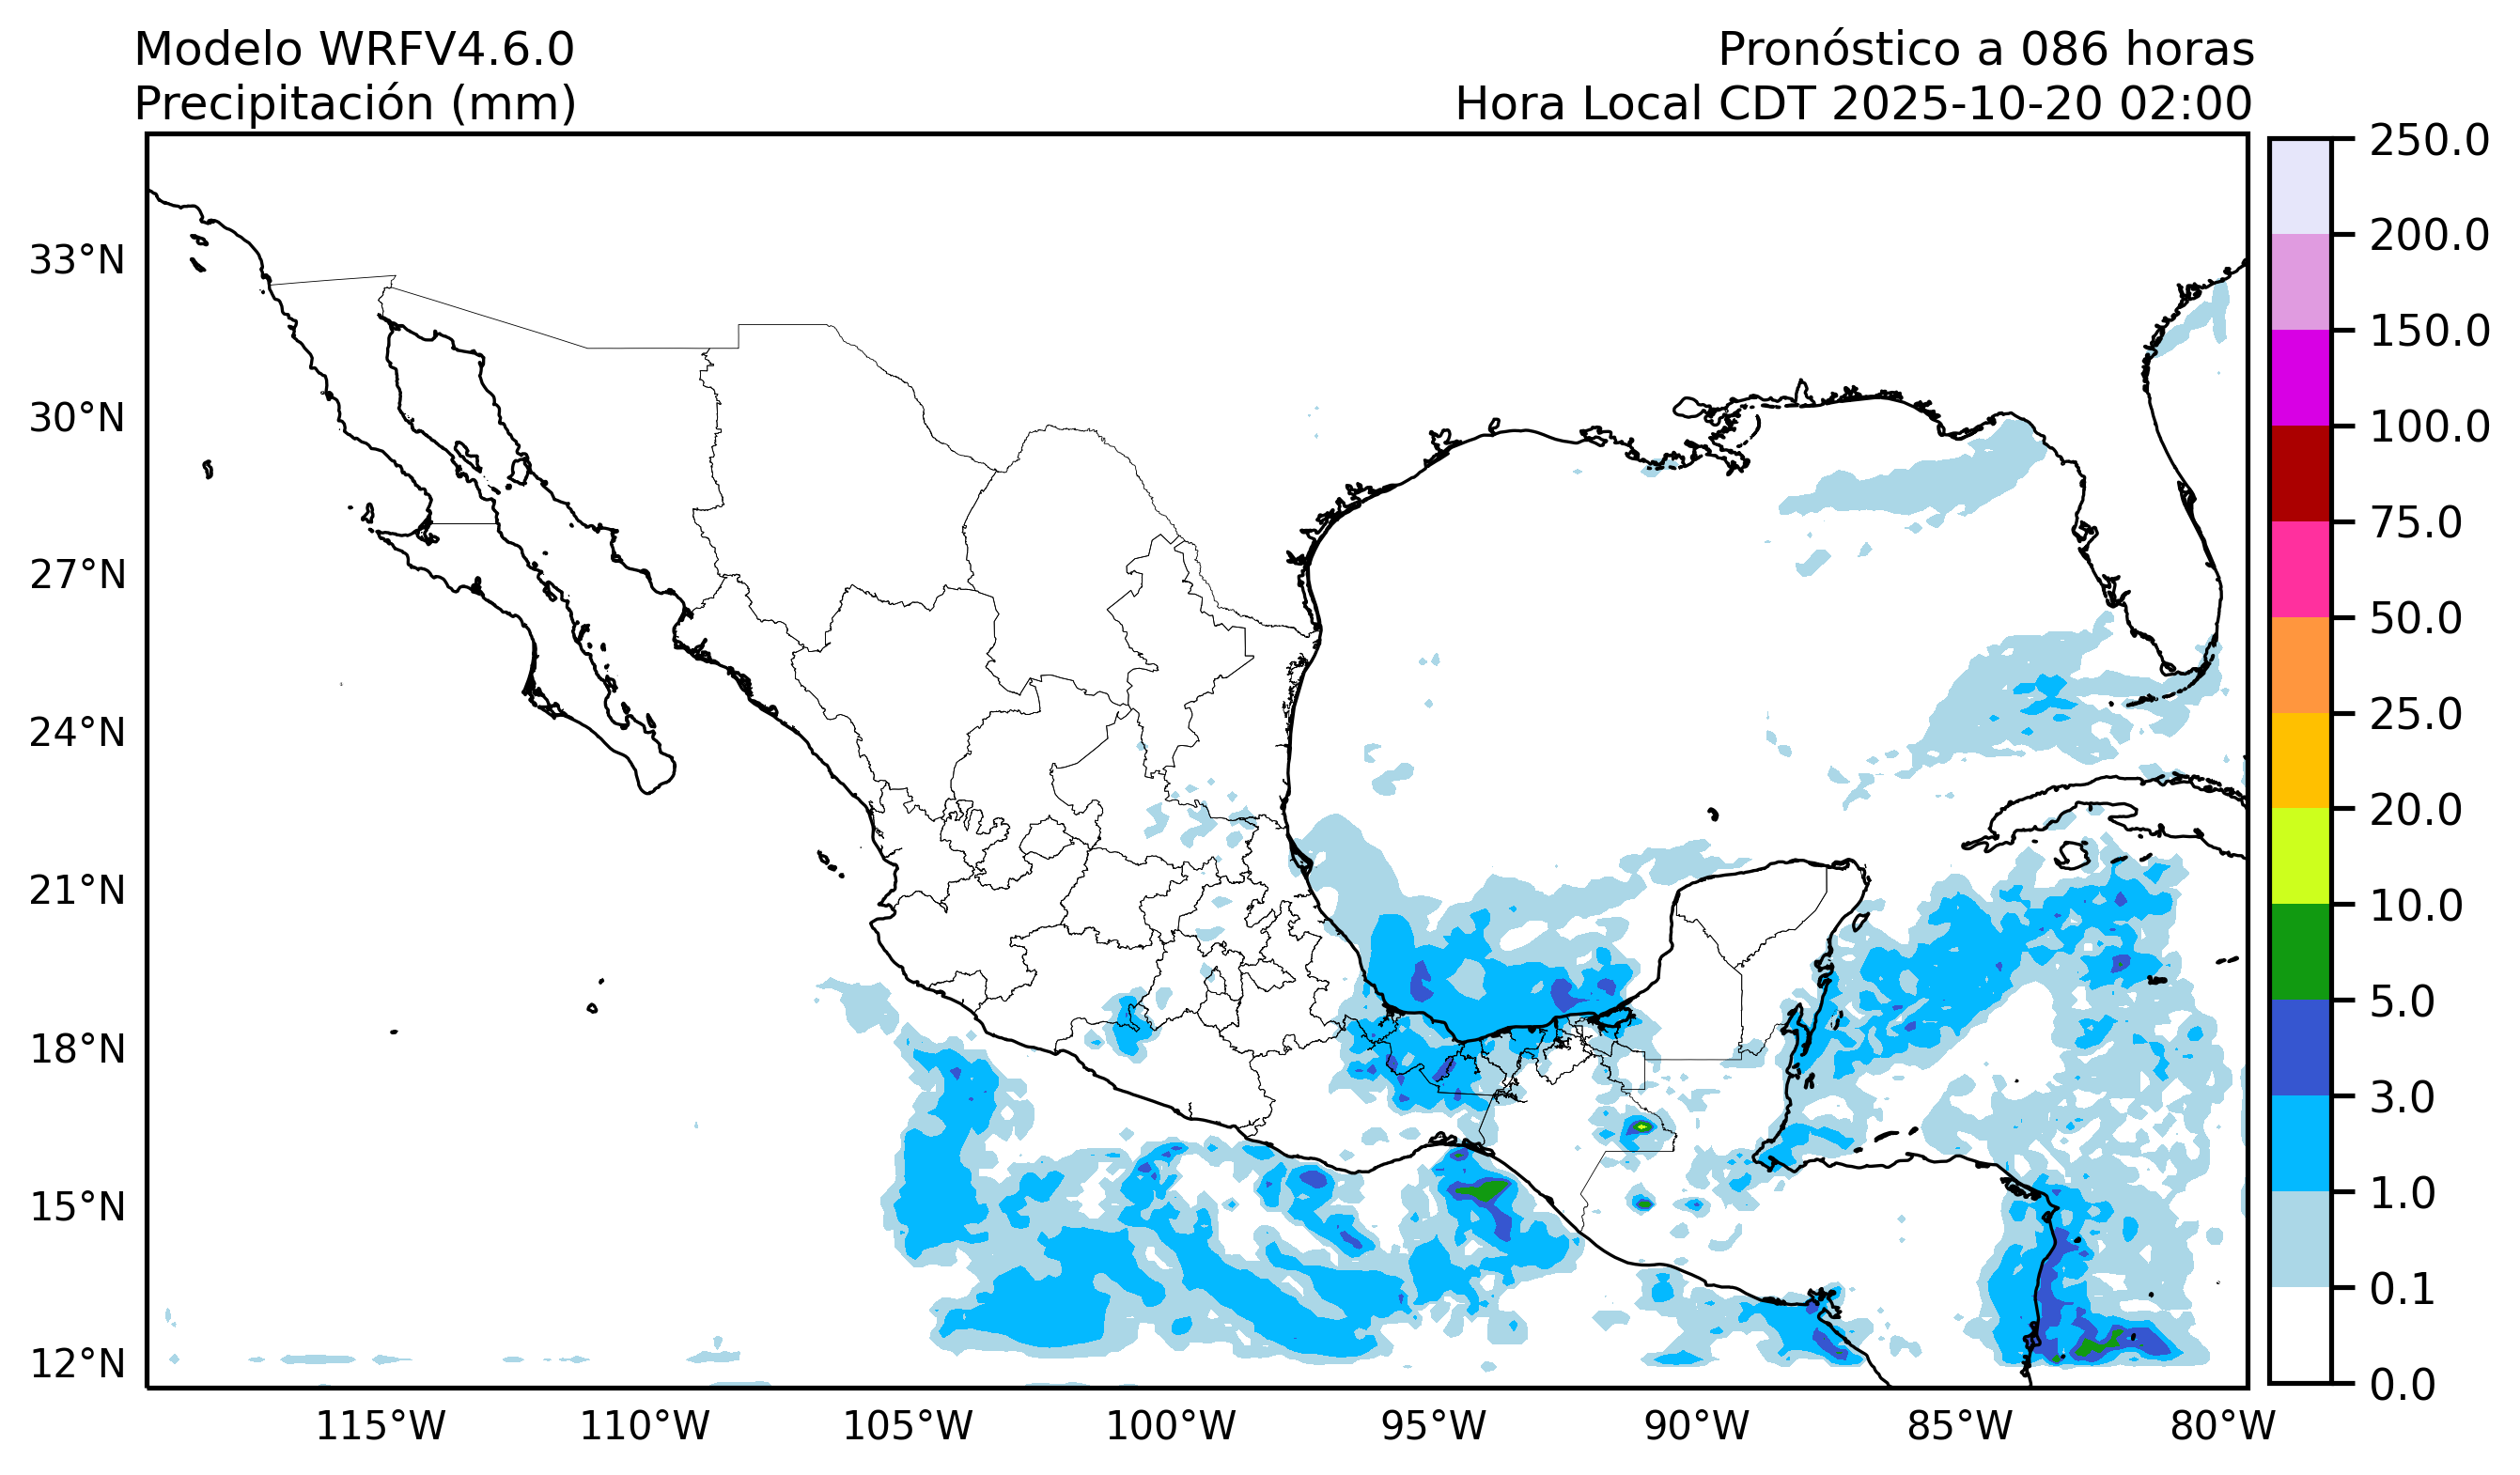 Modelo WRFV4.6.0
Precipitación (mm)
Pronóstico a 086 horas
Hora Local CDT 2025-10-20 02:00
33°N
30°N
27°N
24°N
21°N
18°N
15°N
12°N
115°W
110°W
105°W
100°W
95°W
90°W
85°W
80°W
250.0
200.0
150.0
100.0
75.0
50.0
25.0
20.0
10.0
5.0
3.0
1.0
0.1
0.0